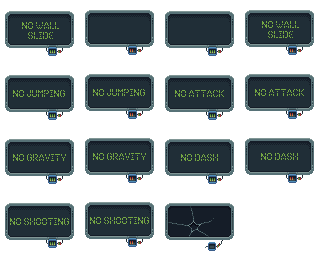 NO WALL
SLIDE
NO WALL
SLIDE
NO JUMPING
NO JUMPING
NO ATTACK
NO ATTACK
NO GRAVITY
NO GRAVITY
NO DASH
NO DASH
NO SHOOTING
NO SHOOTING